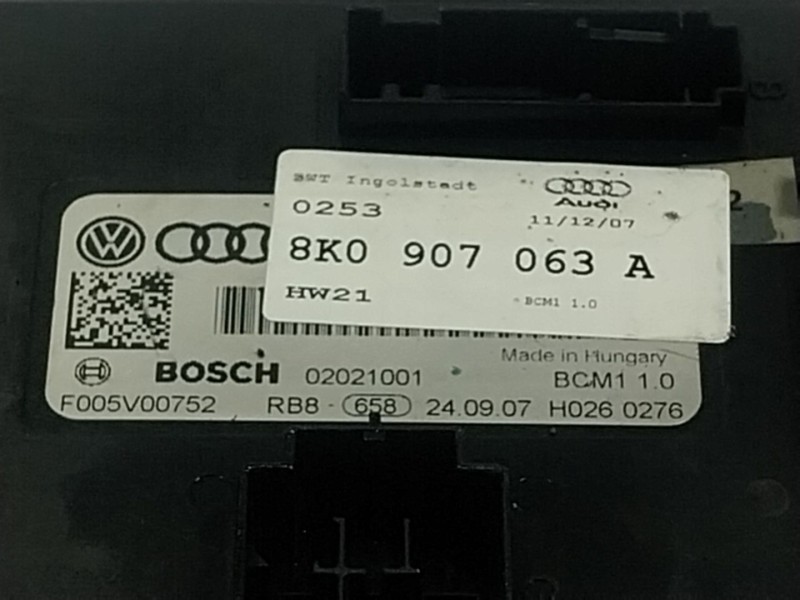 BWT Ingolstadt
Audi
0253
11/12/07
8K0 907 063 A
HW21
BCM1 1.0
2
Made in Hungary
BOSCH 02021001
BCM1 1.0
F005V00752 RB8 - 658 24.09.07 H026 0276